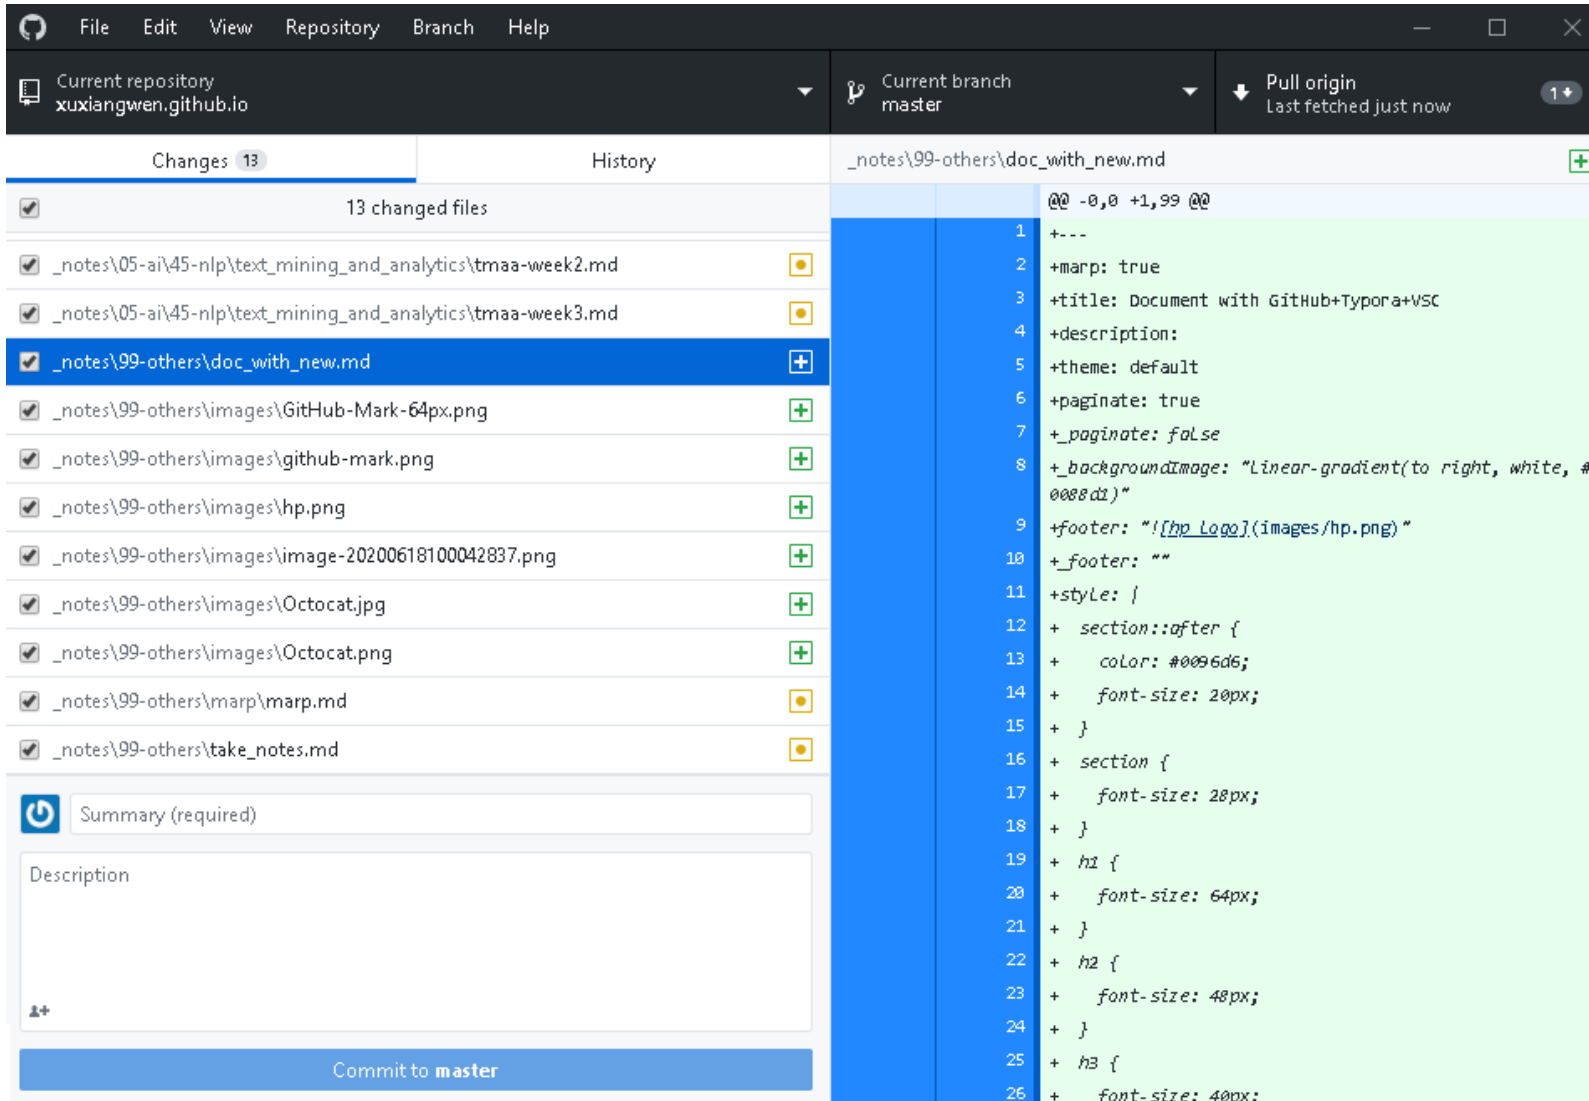 File Edit View Repository Branch Help
Current repository
xuxiangwen.github.io
Current branch
master
Pull origin
Last fetched just now
1
Changes 13
History
13 changed files
_notes\05-ai\45-nlp\text_mining_and_analytics\tmaa-week2.md
_notes\05-ai\45-nlp\text_mining_and_analytics\tmaa-week3.md
_notes\99-others\doc_with_new.md
_notes\99-others\images\GitHub-Mark-64px.png
_notes\99-others\images\github-mark.png
_notes\99-others\images\hp.png
_notes\99-others\images\image-20200618100042837.png
_notes\99-others\images\Octocat.jpg
_notes\99-others\images\Octocat.png
_notes\99-others\marp\marp.md
_notes\99-others\take_notes.md
Summary (required)
Description
Commit to master
_notes\99-others\doc_with_new.md
@@ -0,0 +1,99 @@
1 +---
2 +marp: true
3 +title: Document with GitHub+Typora+VSC
4 +description:
5 +theme: default
6 +paginate: true
7 +_paginate: false
8 +_backgroundImage: "linear-gradient(to right, white, #
0088d1)"
9 +footer: "![hp Logo](images/hp.png)"
10 +_footer: ""
11 +style: |
12 + section::after {
13 + color: #0096d6;
14 + font-size: 20px;
15 + }
16 + section {
17 + font-size: 28px;
18 + }
19 + h1 {
20 + font-size: 64px;
21 + }
22 + h2 {
23 + font-size: 48px;
24 + }
25 + h3 {
26 + font-size: 40px;